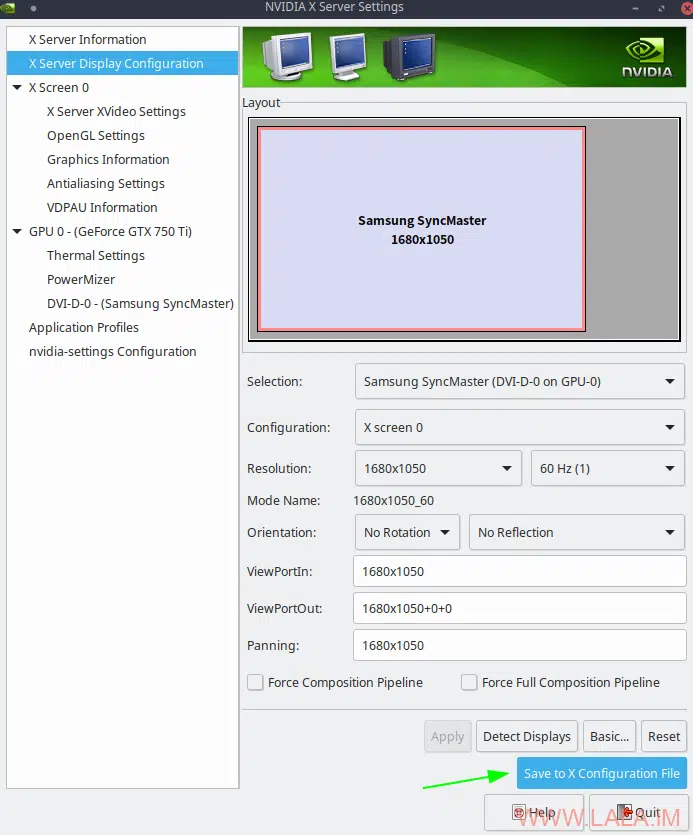 NVIDIA X Server Settings
X Server Information
X Server Display Configuration
X Screen 0
X Server XVideo Settings
OpenGL Settings
Graphics Information
Antialiasing Settings
VDPAU Information
GPU 0 - (GeForce GTX 750 Ti)
Thermal Settings
PowerMizer
DVI-D-0 - (Samsung SyncMaster)
Application Profiles
nvidia-settings Configuration
NVIDIA
Layout
Samsung SyncMaster
1680x1050
Selection: Samsung SyncMaster (DVI-D-0 on GPU-0)
Configuration: X screen 0
Resolution: 1680x1050 60 Hz (1)
Mode Name: 1680x1050_60
Orientation: No Rotation No Reflection
ViewPortIn: 1680x1050
ViewPortOut: 1680x1050+0+0
Panning: 1680x1050
Force Composition Pipeline Force Full Composition Pipeline
Apply Detect Displays Basic... Reset
Save to X Configuration File
Help Quit
WWW.LALA.IM